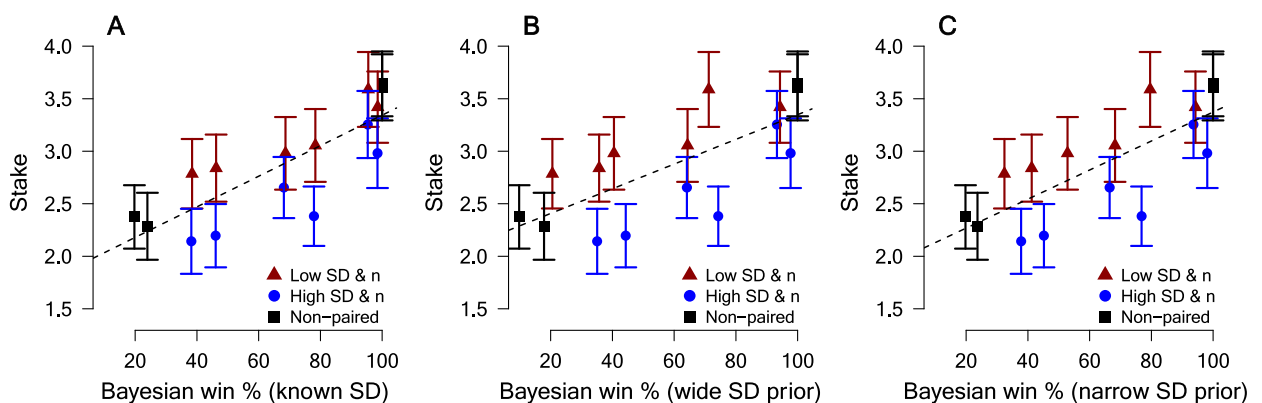 A
Stake
4.0
3.5
3.0
2.5
2.0
1.5
Low SD & n
High SD & n
Non−paired
20 40 60 80 100
Bayesian win % (known SD)
B
Stake
4.0
3.5
3.0
2.5
2.0
1.5
Low SD & n
High SD & n
Non−paired
20 40 60 80 100
Bayesian win % (wide SD prior)
C
Stake
4.0
3.5
3.0
2.5
2.0
1.5
Low SD & n
High SD & n
Non−paired
20 40 60 80 100
Bayesian win % (narrow SD prior)